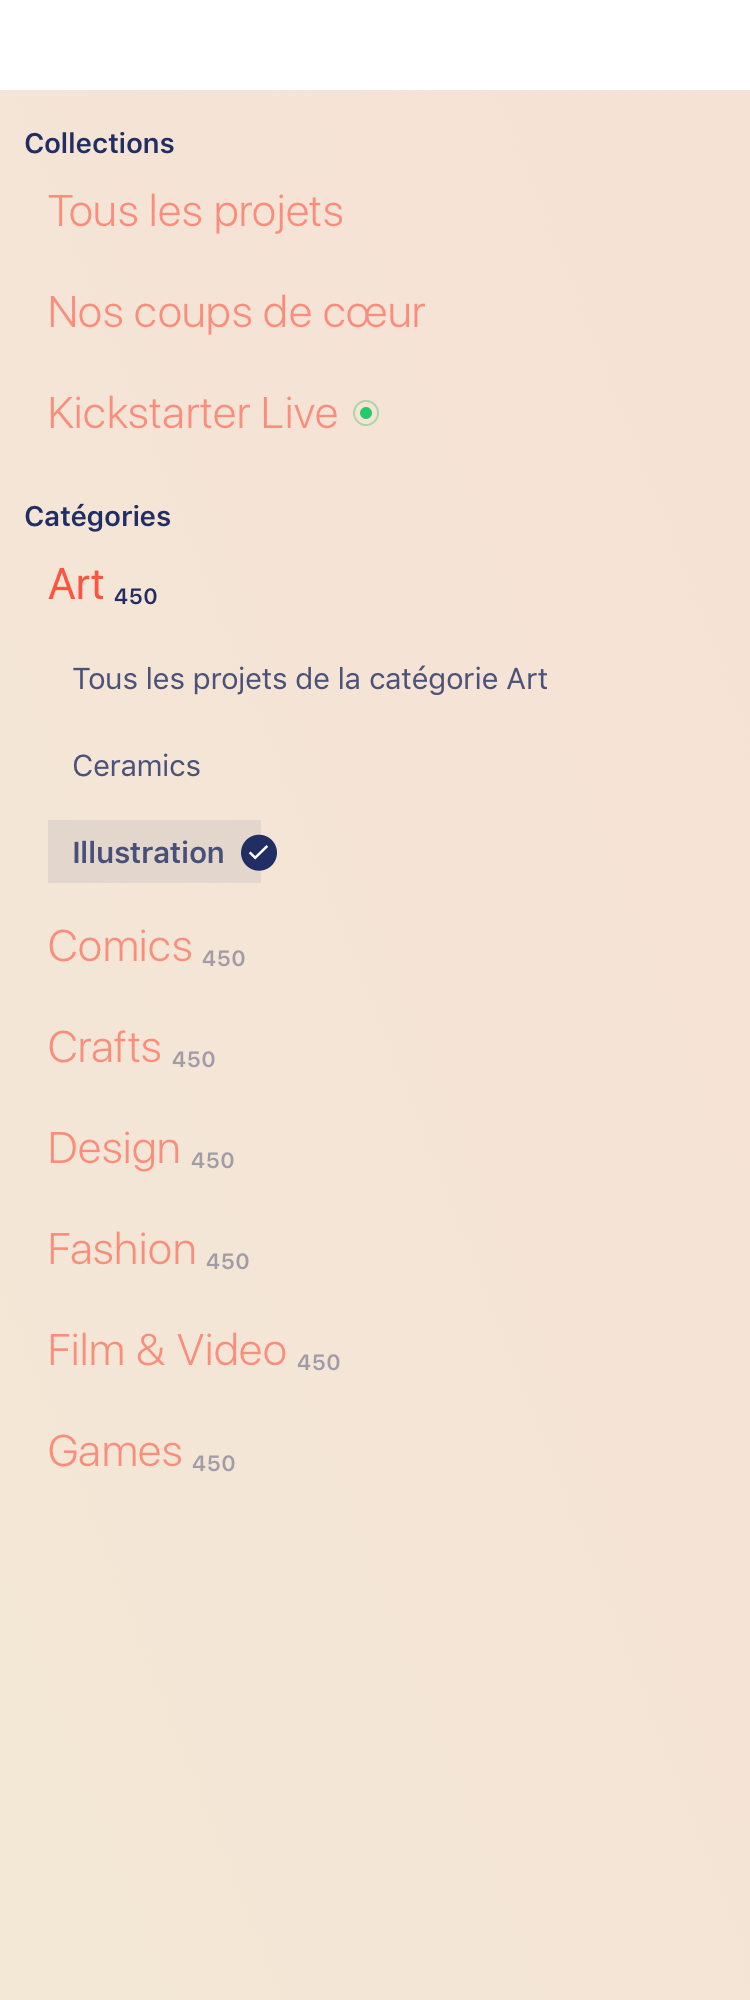 Collections
Tous les projets
Nos coups de cœur
Kickstarter Live
Catégories
Art 450
Tous les projets de la catégorie Art
Ceramics
Illustration
Comics 450
Crafts 450
Design 450
Fashion 450
Film & Video 450
Games 450